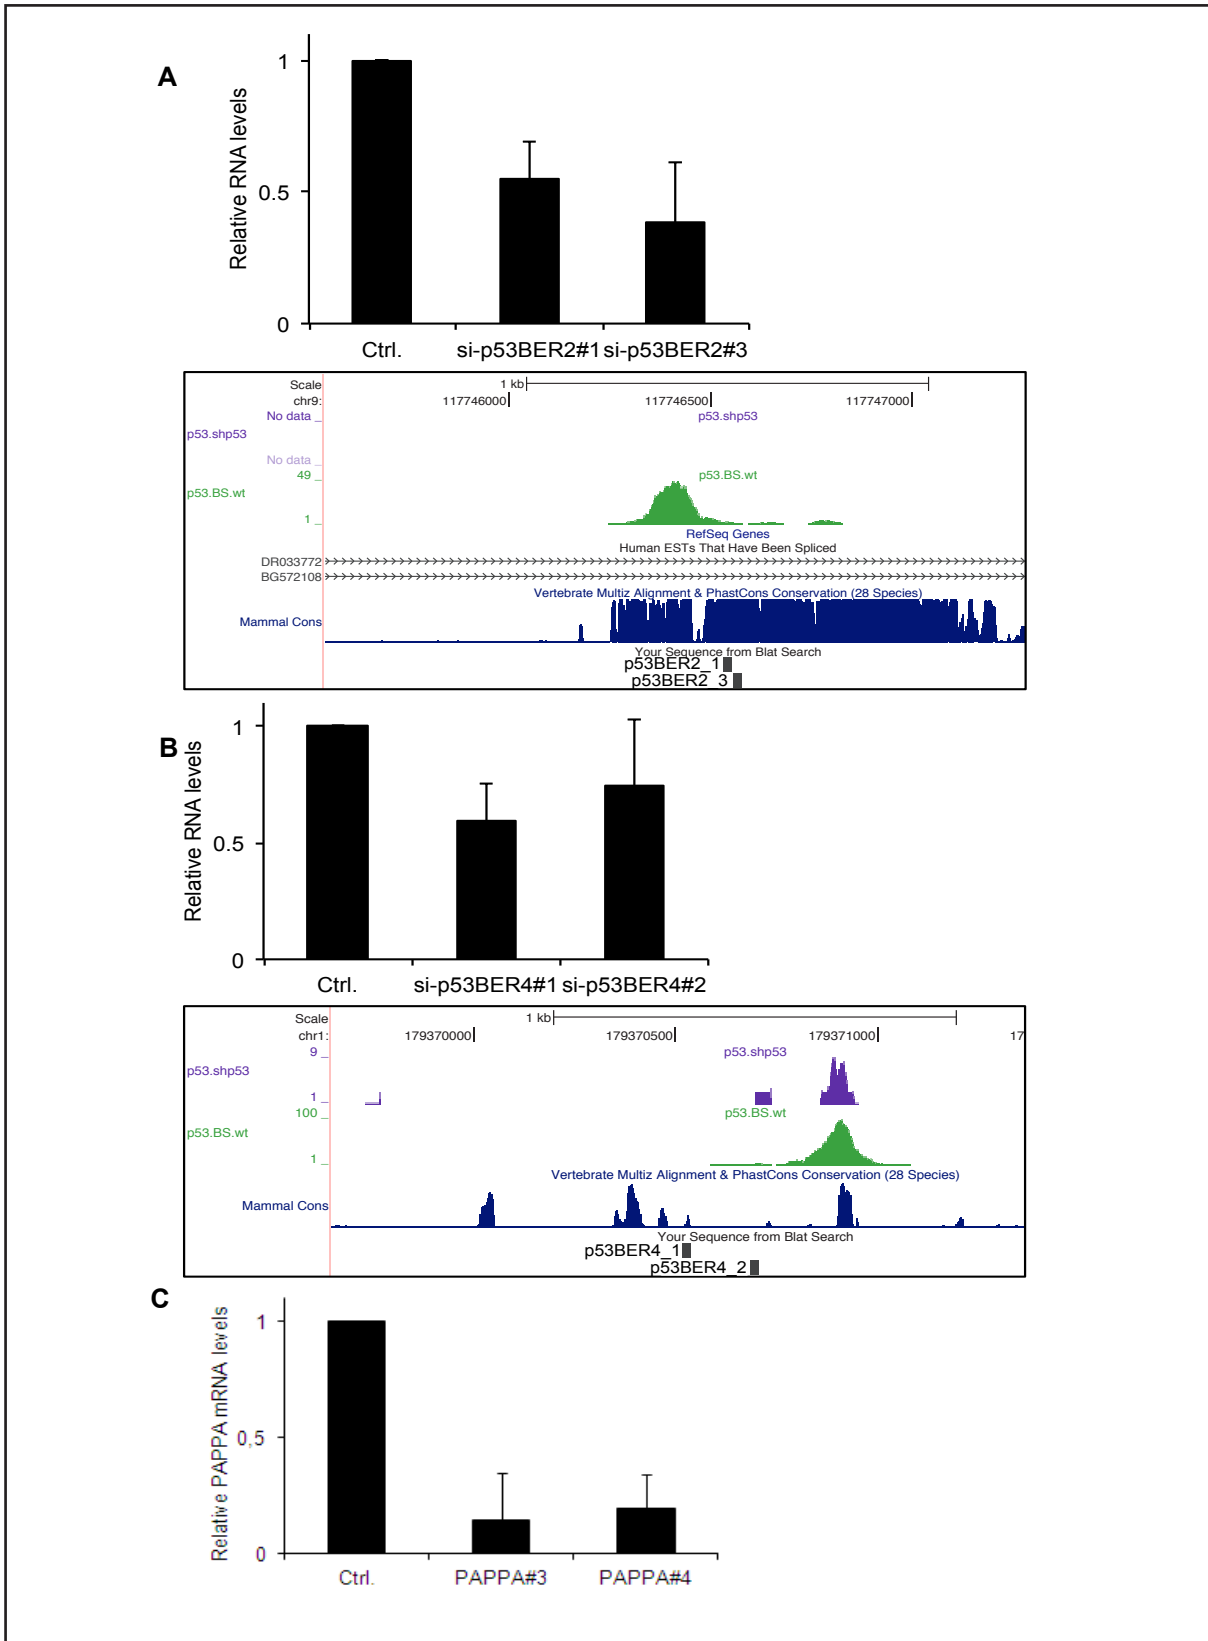 A
Relative RNA levels
1
0.5
0
Ctrl. si-p53BER2#1 si-p53BER2#3
Scale 1 kb
chr9: 117746000 117746500 117747000
No data p53.shp53
p53.shp53
No data
49 p53.BS.wt
p53.BS.wt
1
RefSeq Genes
Human ESTs That Have Been Spliced
DR033772
BG572108
Vertebrate Multiz Alignment & PhastCons Conservation (28 Species)
Mammal Cons
Your Sequence from Blat Search
p53BER2_1
p53BER2_3
B
Relative RNA levels
1
0.5
0
Ctrl. si-p53BER4#1 si-p53BER4#2
Scale 1 kb
chr1: 179370000 179370500 179371000 17
9 p53.shp53
p53.shp53
1
100 p53.BS.wt
p53.BS.wt
1
Vertebrate Multiz Alignment & PhastCons Conservation (28 Species)
Mammal Cons
Your Sequence from Blat Search
p53BER4_1
p53BER4_2
C
Relative PAPPA mRNA levels
1
0,5
0
Ctrl. PAPPA#3 PAPPA#4